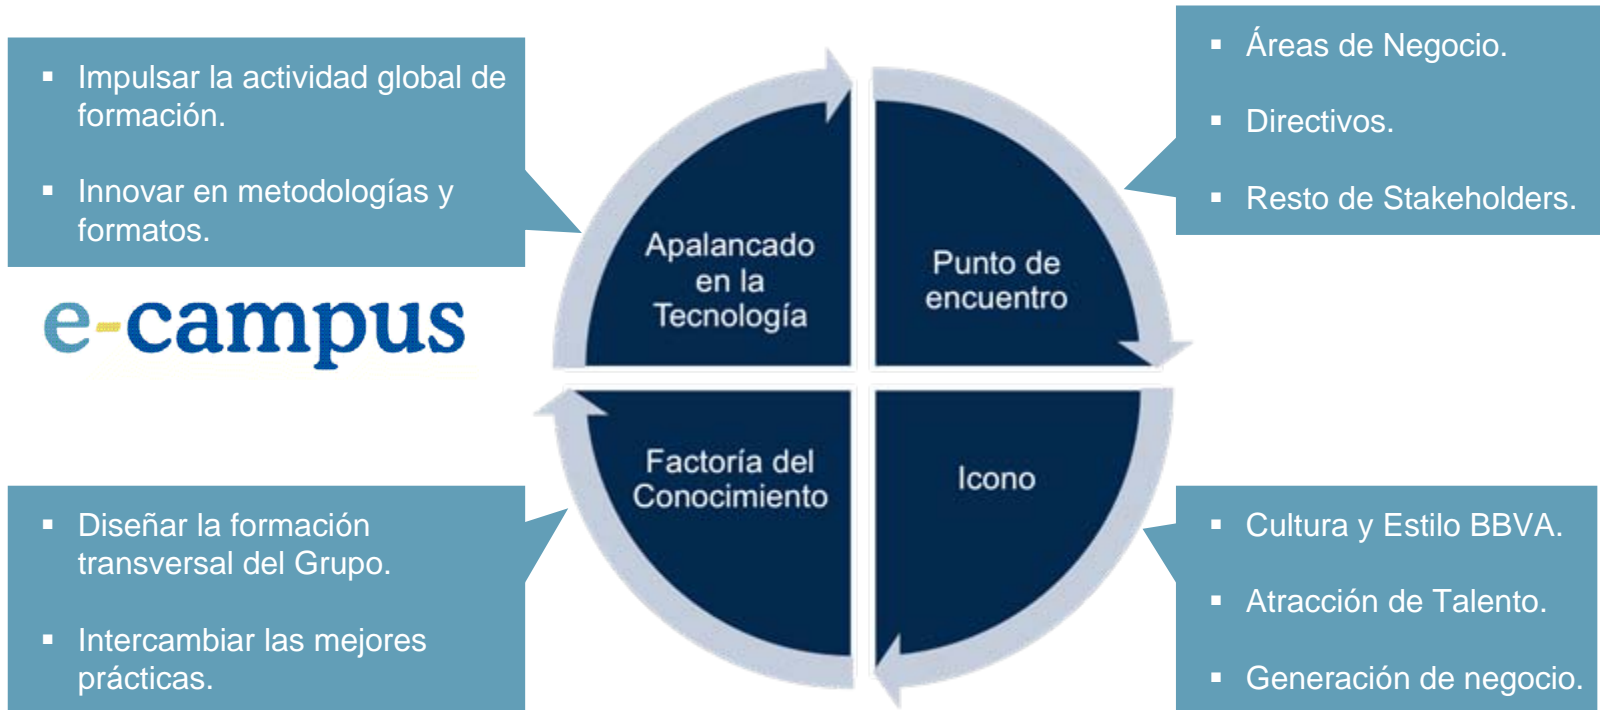 ▪ Impulsar la actividad global de
formación.
▪ Innovar en metodologías y
formatos.
e-campus
▪ Diseñar la formación
transversal del Grupo.
▪ Intercambiar las mejores
prácticas.
Apalancado
en la
Tecnología
Punto de
encuentro
Factoría del
Conocimiento
Icono
▪ Áreas de Negocio.
▪ Directivos.
▪ Resto de Stakeholders.
▪ Cultura y Estilo BBVA.
▪ Atracción de Talento.
▪ Generación de negocio.